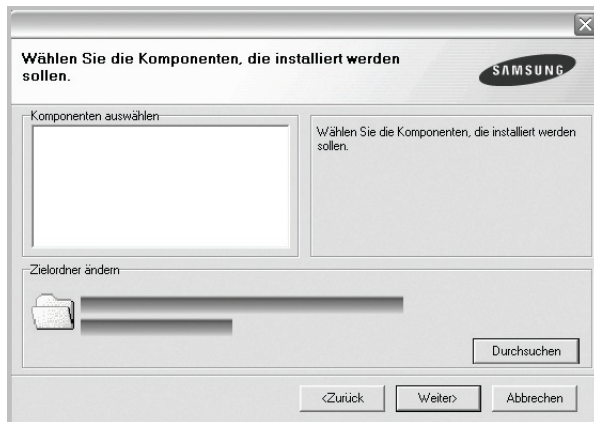 Wählen Sie die Komponenten, die installiert werden
sollen.
SAMSUNG
Komponenten auswählen
Wählen Sie die Komponenten, die installiert werden
sollen.
Zielordner ändern
Durchsuchen
<Zurück
Weiter>
Abbrechen